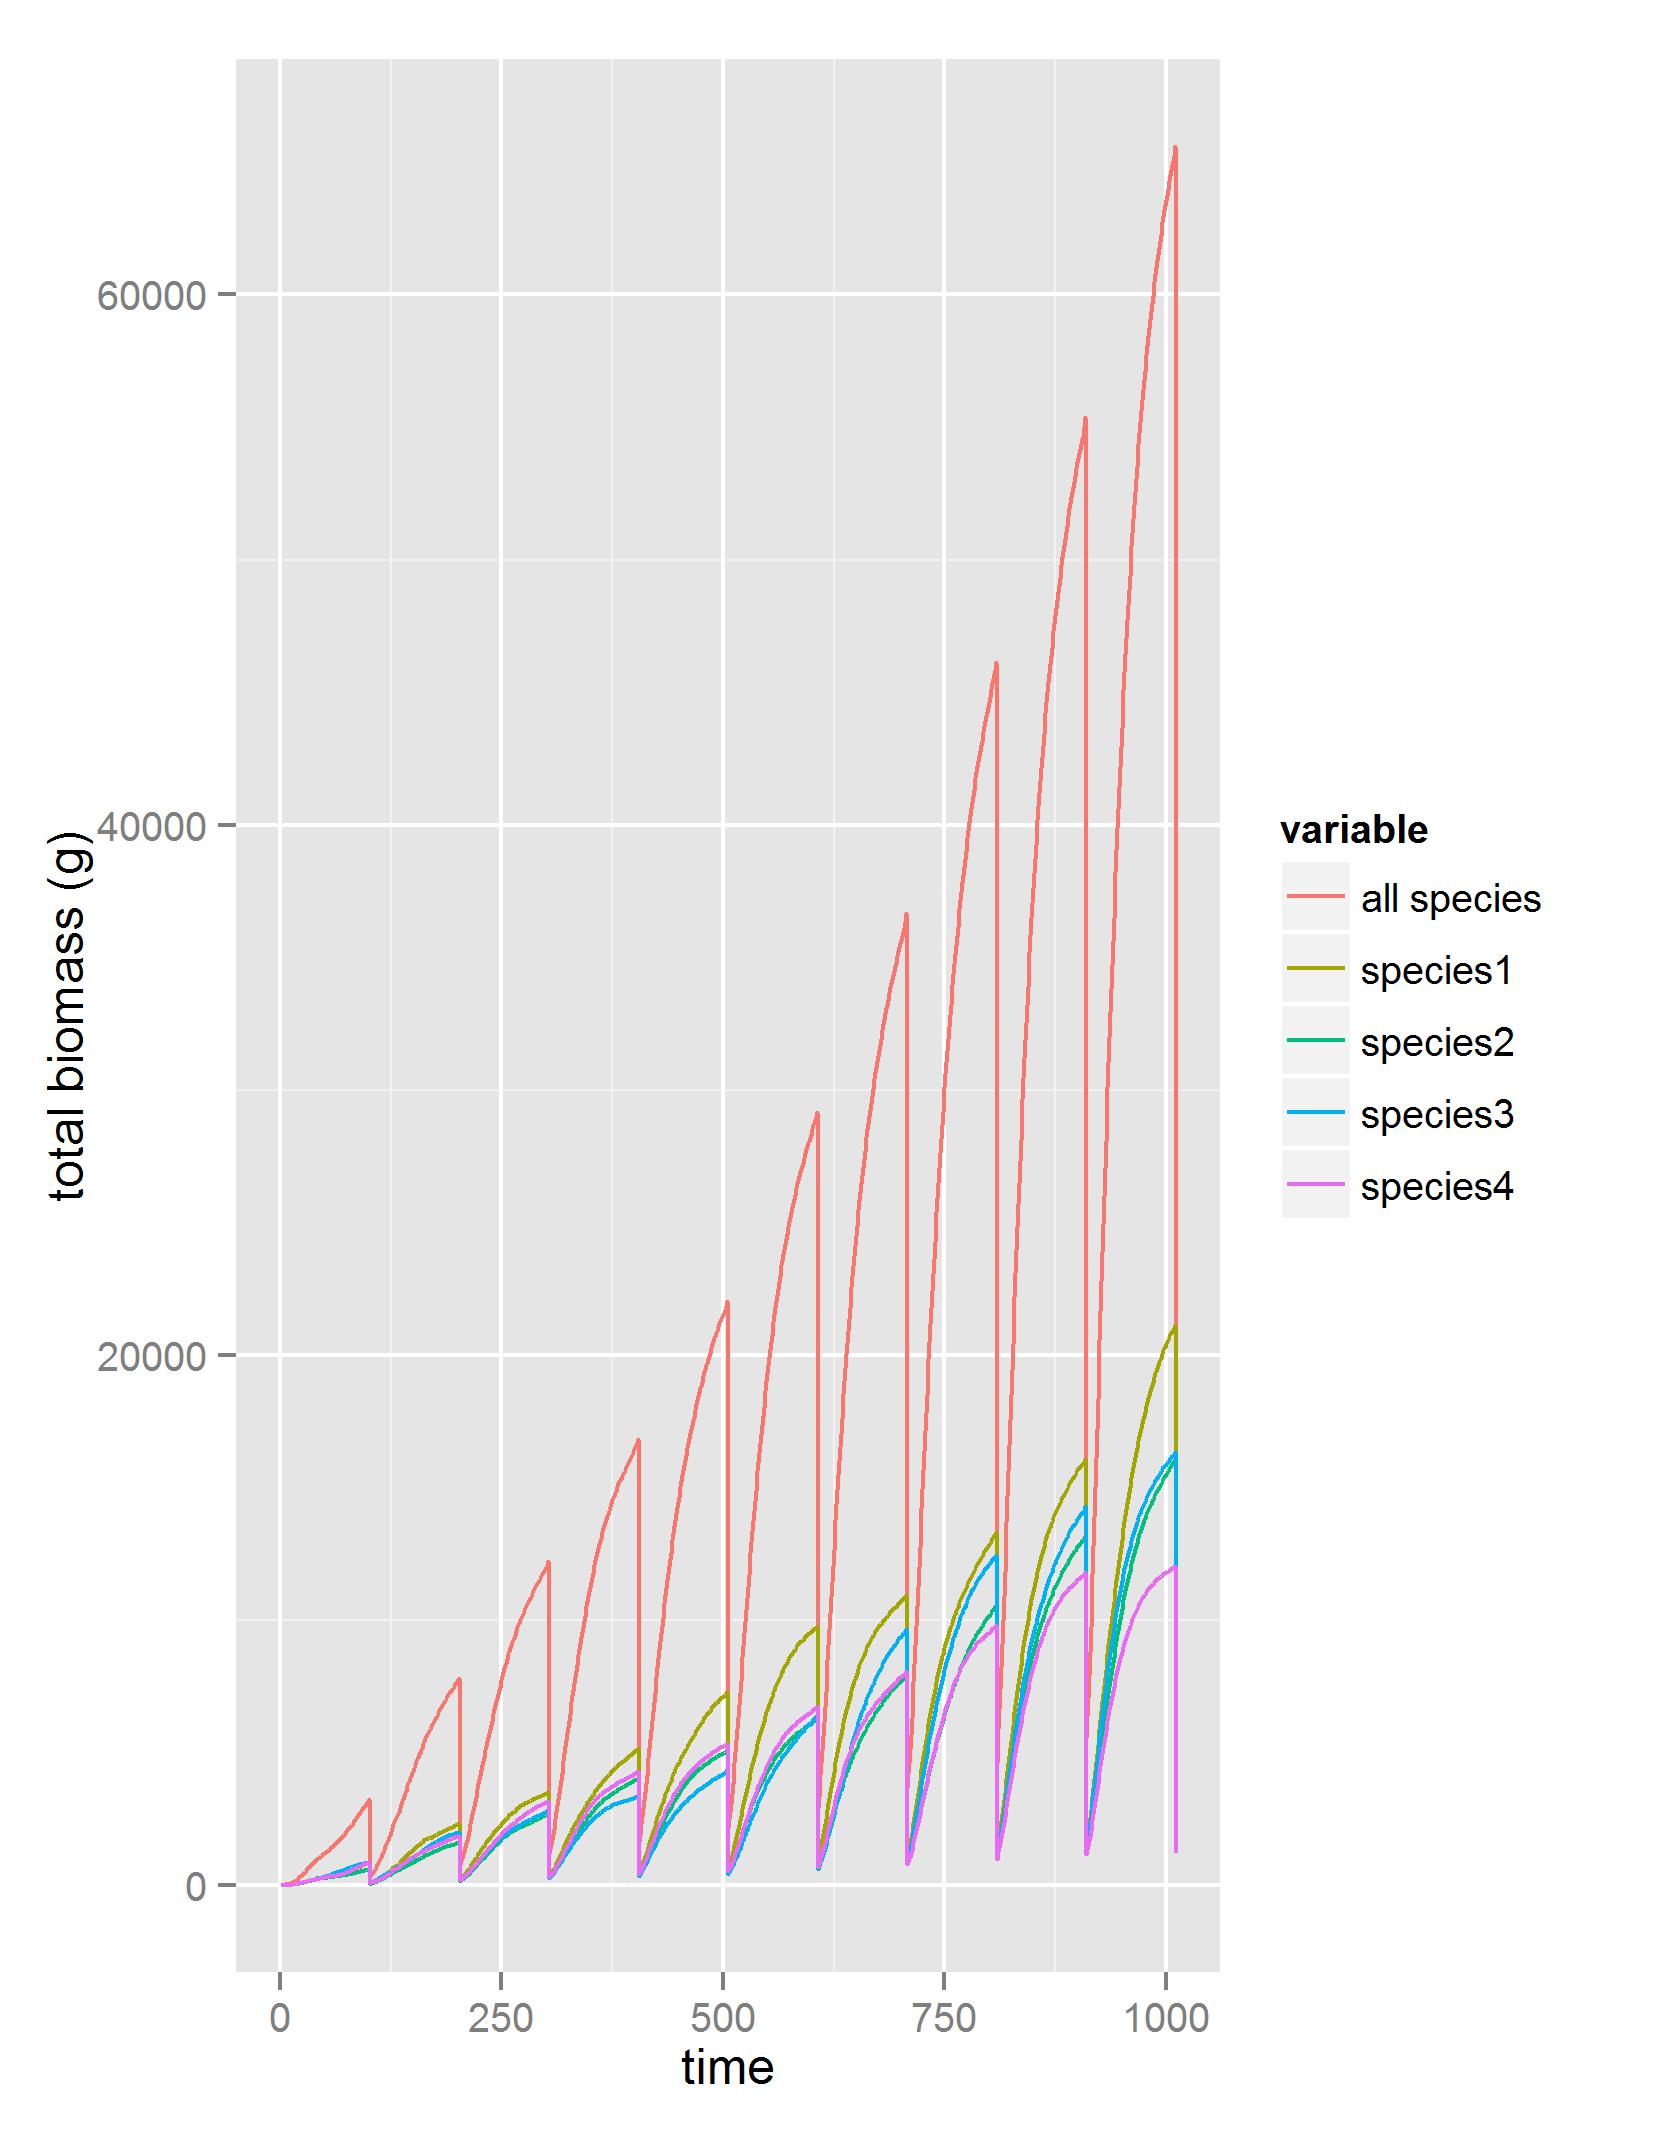 total biomass (g)
60000
40000
20000
0
0 250 500 750 1000
time
variable
all species
species1
species2
species3
species4